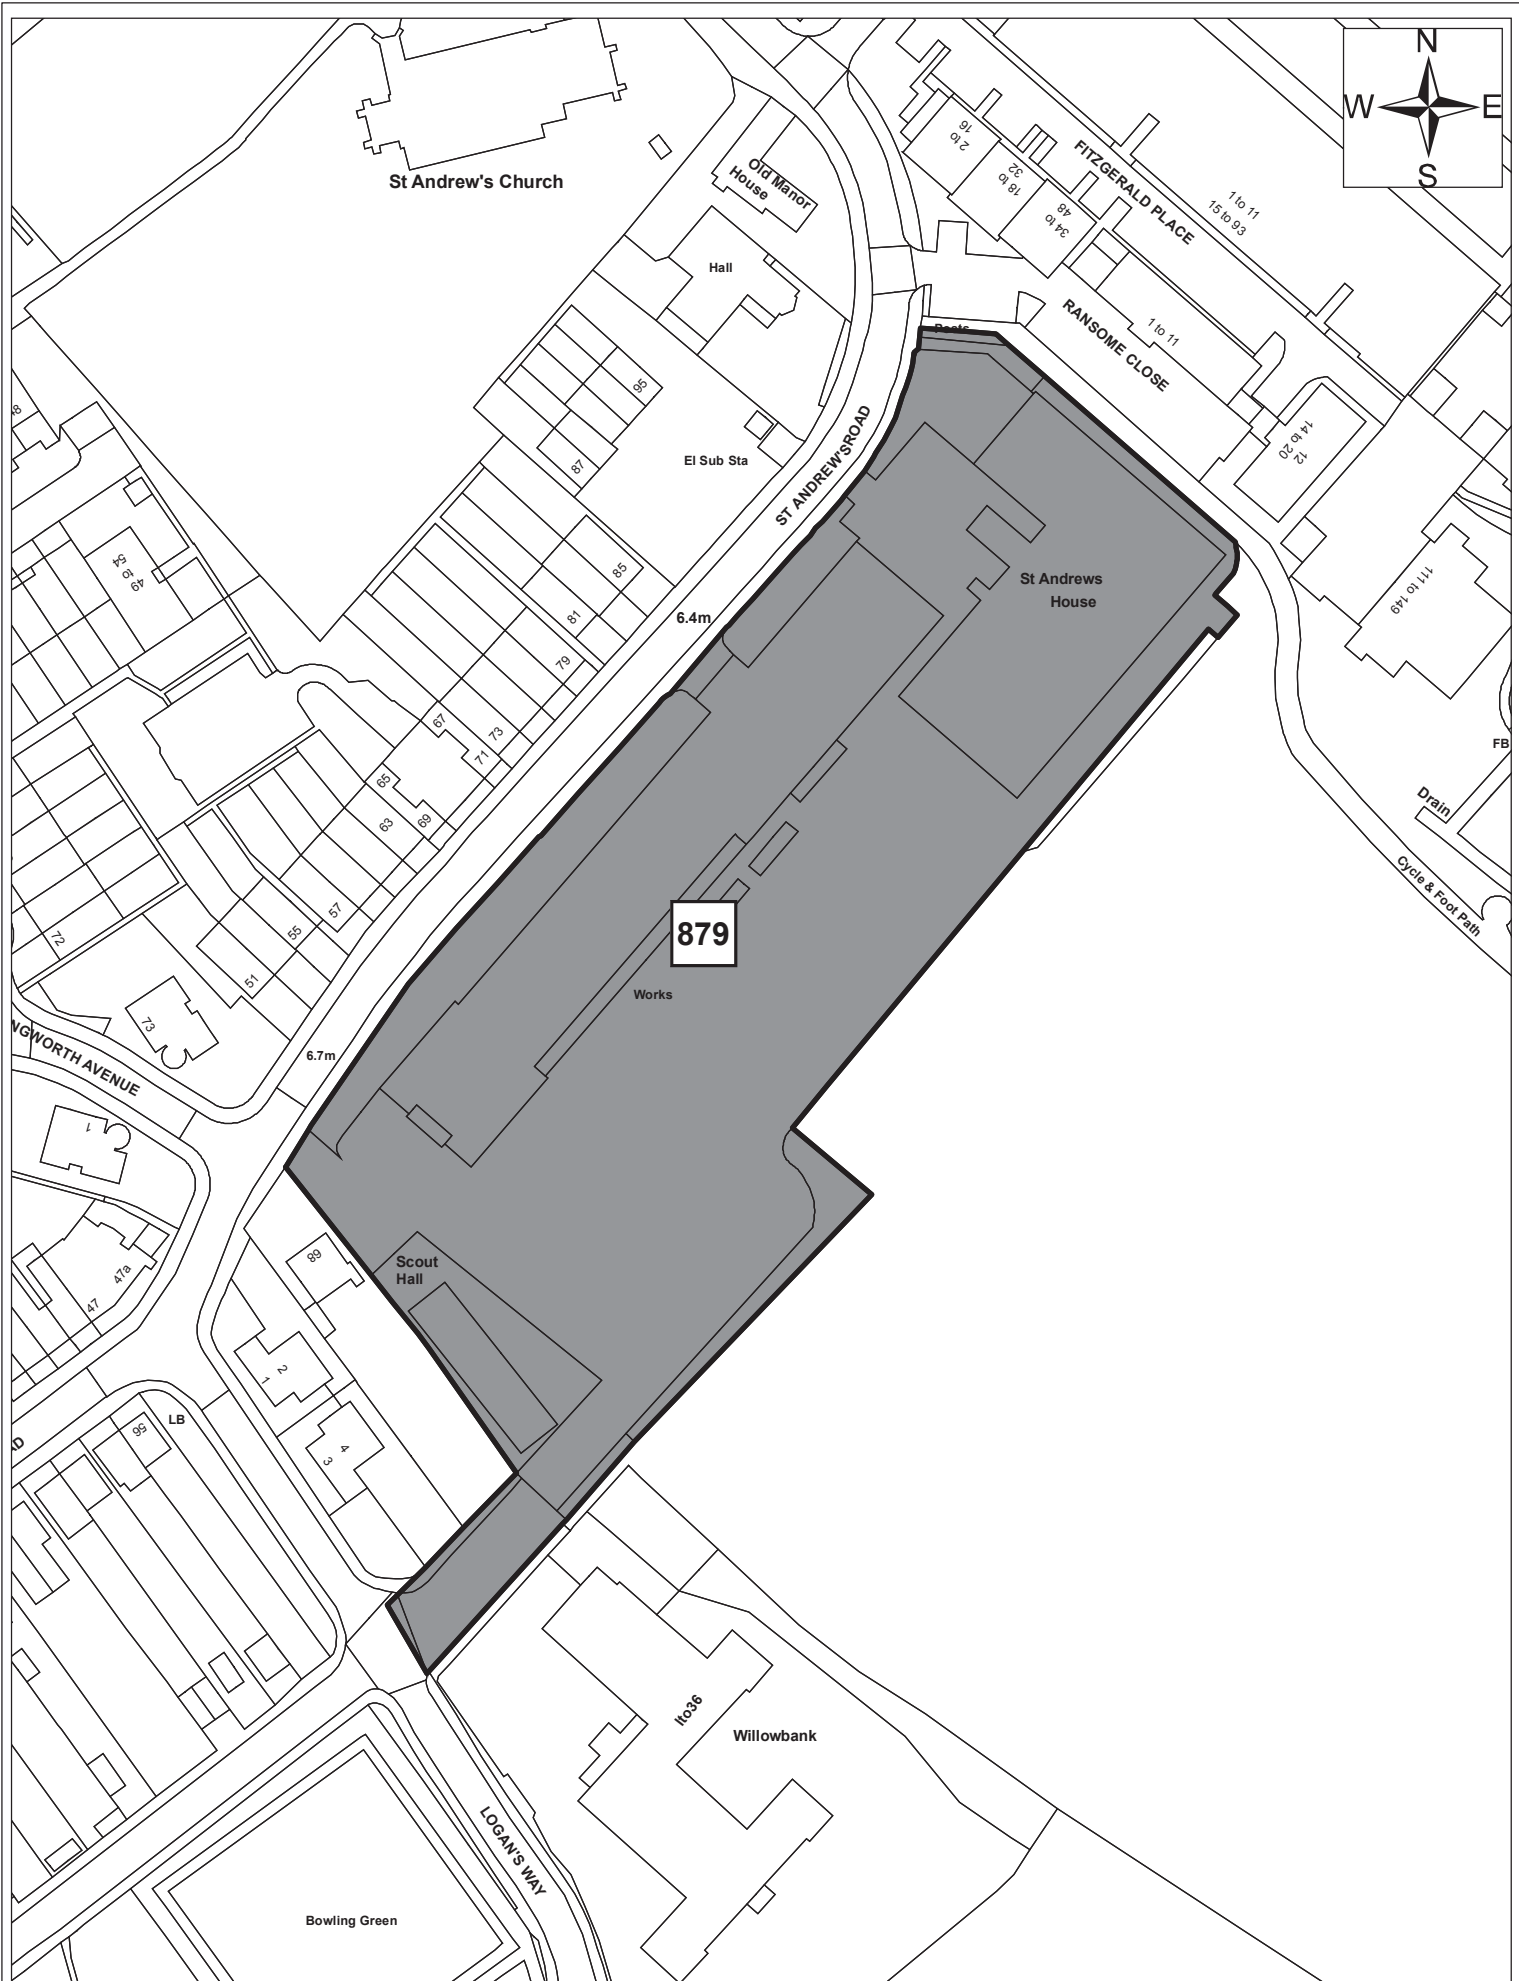 N
W E
S
St Andrew's Church
Old Manor
House
Hall
2 to
16
18 to
32
34 to
48
FITZGERALD PLACE
1 to 11
15 to 93
RANSOME CLOSE
1 to 11
Posts
12
14 to 20
111 to 149
95
87
El Sub Sta
ST ANDREW'S ROAD
85
81
79
6.4m
St Andrews
House
49
to
54
67
73
71
65
63
69
57
55
51
72
73
FB
Drain
Cycle & Foot Path
879
Works
6.7m
NGWORTH AVENUE
1
Scout
Hall
89
47a
47
2
1
4
3
LB
56
1to36
Willowbank
LOGAN'S WAY
Bowling Green